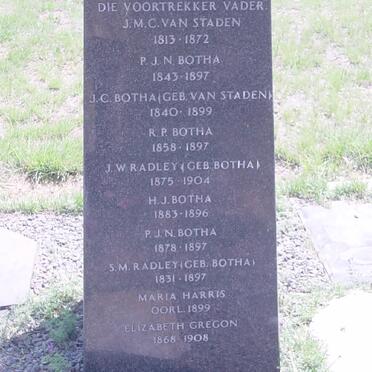 DIE VOORTREKKER VADER
J.M.C. VAN STADEN
1813-1872
P.J.N. BOTHA
1843-1897
J.C. BOTHA (GEB. VAN STADEN)
1840-1899
R.P. BOTHA
1858-1897
J.W. RADLEY (GEB. BOTHA)
1875-1904
H.J. BOTHA
1883-1896
P.J.N. BOTHA
1878-1897
S.M. RADLEY (GEB. BOTHA)
1831-1897
MARIA HARRIS
OORL. 1899
ELIZABETH GREGON
1868-1908